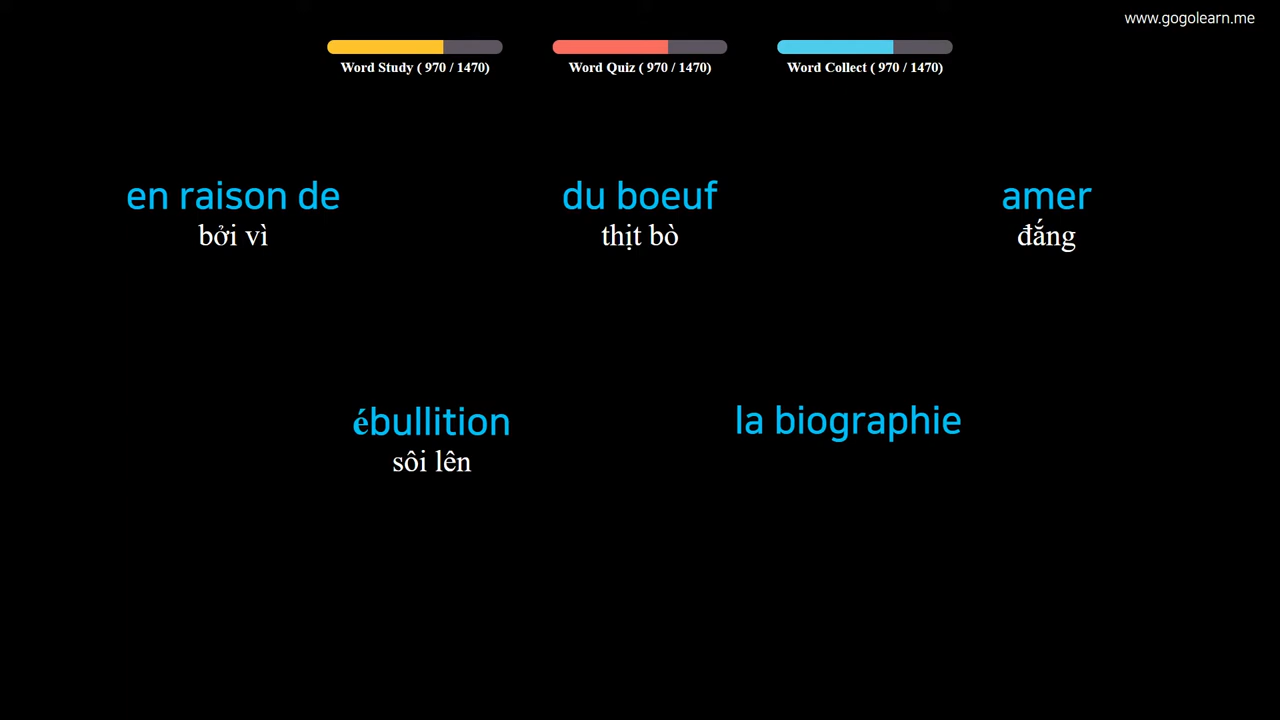 www.gogolearn.me
Word Study ( 970 / 1470)
Word Quiz ( 970 / 1470)
Word Collect ( 970 / 1470)
en raison de
bởi vì
du boeuf
thịt bò
amer
đắng
ébullition
sôi lên
la biographie